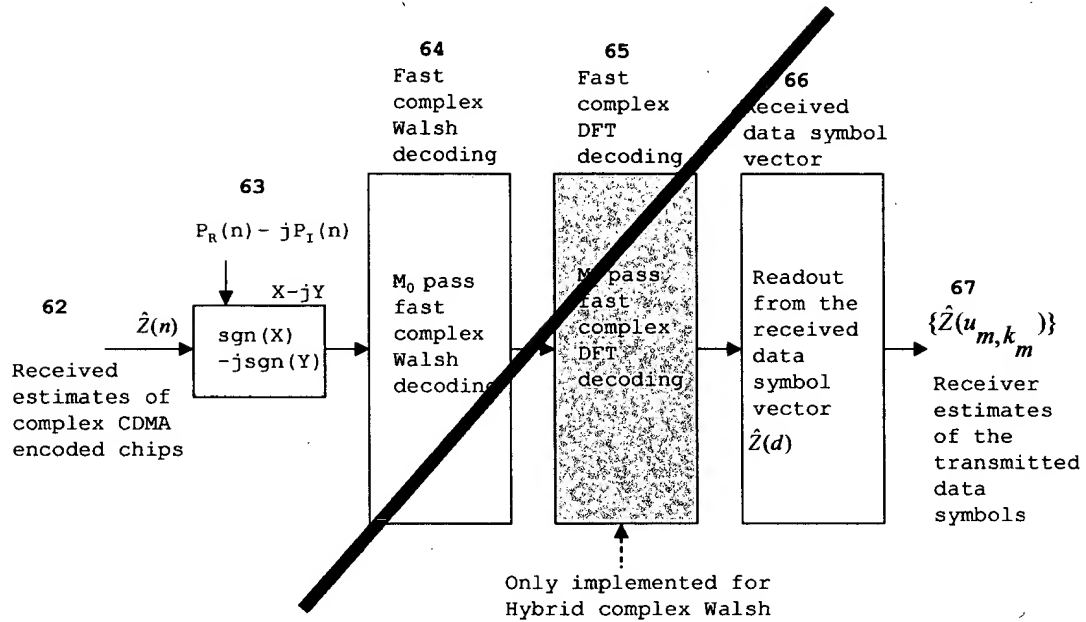 64
Fast
complex
Walsh
decoding
65
Fast
complex
DFT
decoding
66
Received
data symbol
vector
63
P_R(n) - jP_I(n)
X-jY
62
Ẑ(n)
sgn(X)
-jsgn(Y)
Received
estimates of
complex CDMA
encoded chips
M_0 pass
fast
complex
Walsh
decoding
pass
fast
complex
DFT
decoding
Readout
from the
received
data
symbol
vector
Ẑ(d)
67
{Ẑ(u_{m,k_m})}
Receiver
estimates
of the
transmitted
data
symbols
Only implemented for
Hybrid complex Walsh